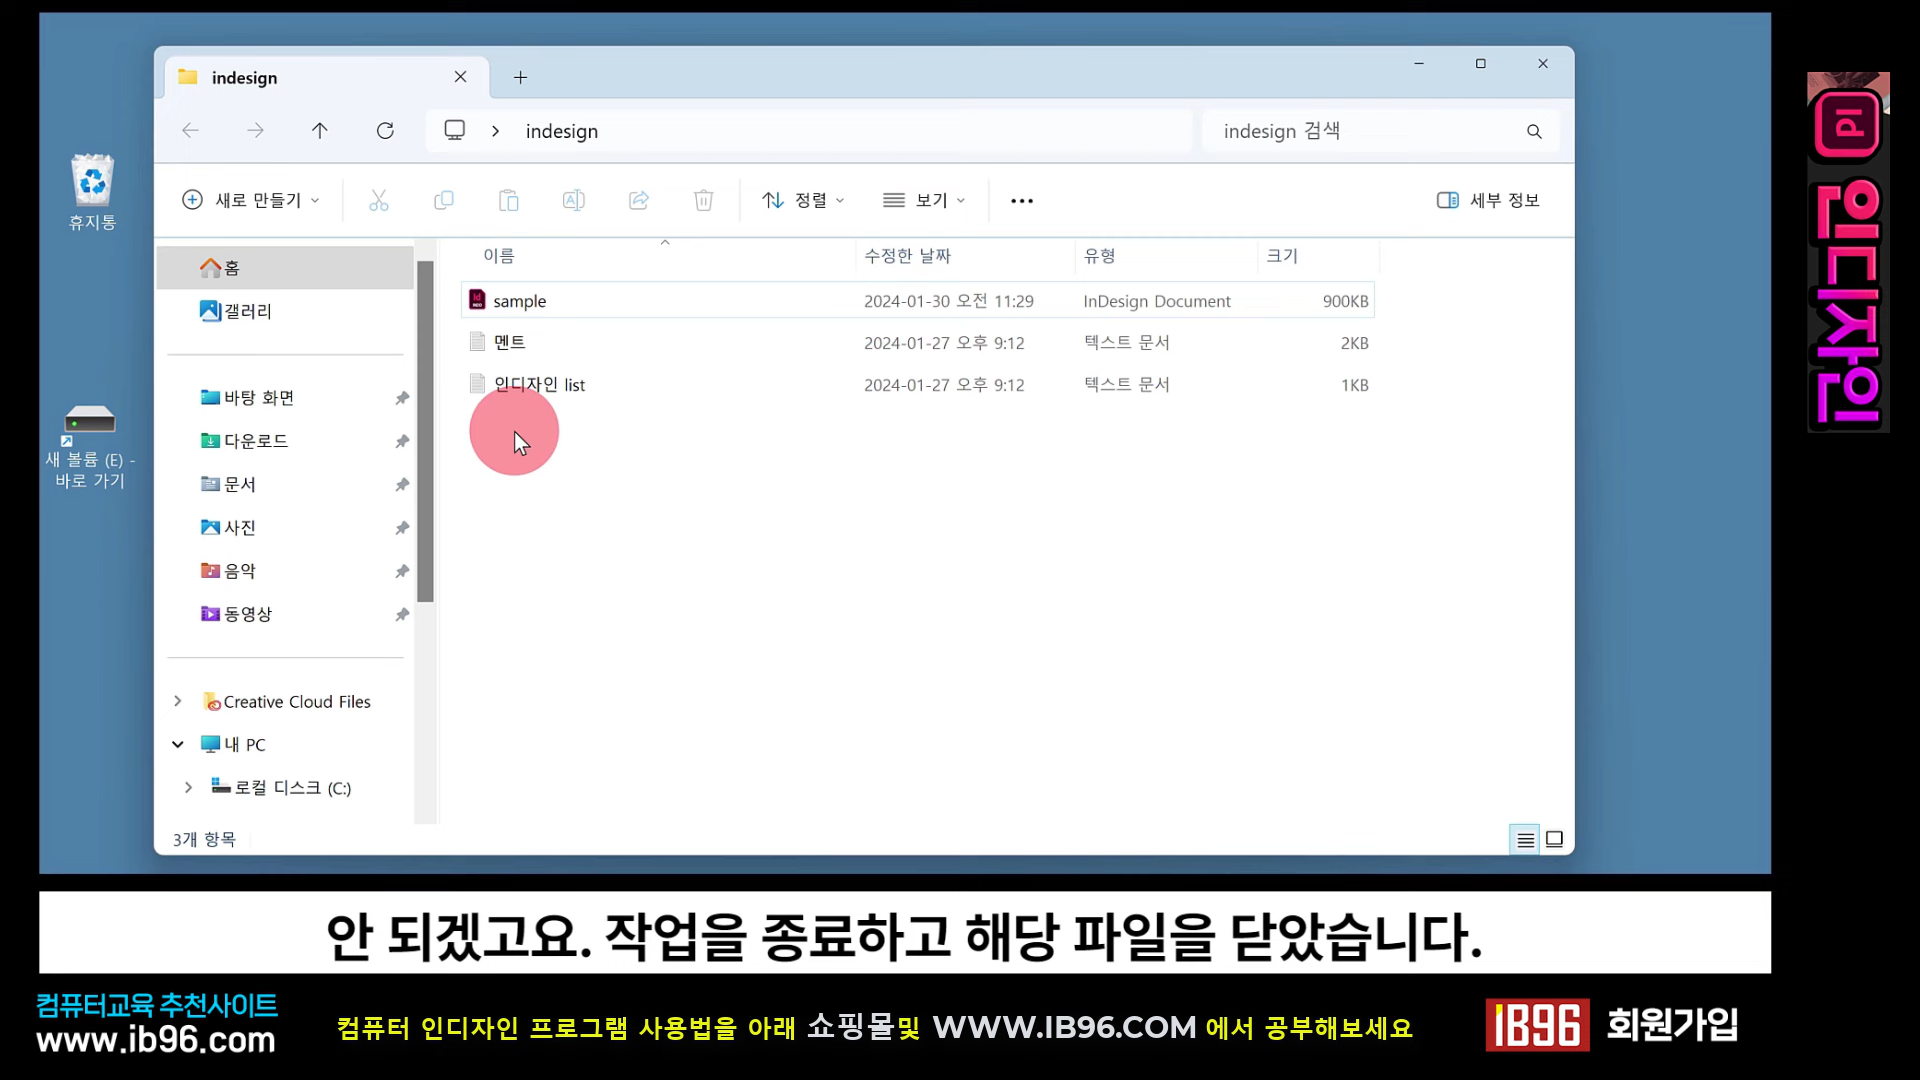 indesign
indesign
indesign 검색
새로 만들기
정렬
보기
세부 정보
휴지통
새 볼륨 (E) -
바로 가기
홈
갤러리
바탕 화면
다운로드
문서
사진
음악
동영상
Creative Cloud Files
내 PC
로컬 디스크 (C:)
이름 수정한 날짜 유형 크기
sample 2024-01-30 오전 11:29 InDesign Document 900KB
멘트 2024-01-27 오후 9:12 텍스트 문서 2KB
인디자인 list 2024-01-27 오후 9:12 텍스트 문서 1KB
3개 항목
Id 인디자인
안 되겠고요. 작업을 종료하고 해당 파일을 닫았습니다.
컴퓨터교육 추천사이트
www.ib96.com
컴퓨터 인디자인 프로그램 사용법을 아래 쇼핑몰및 WWW.IB96.COM 에서 공부해보세요
IB96 회원가입